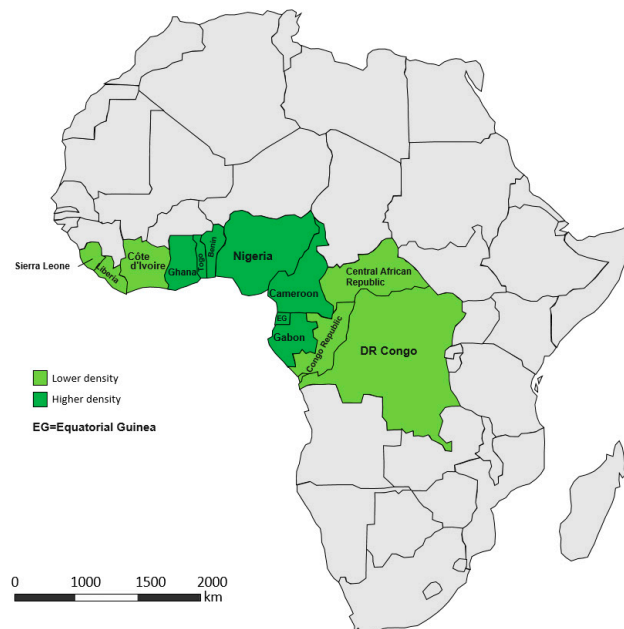 Sierra Leone
Liberia
Côte
d'Ivoire
Ghana
Togo
Benin
Nigeria
Cameroon
EG
Gabon
Congo Republic
Central African
Republic
DR Congo
Lower density
Higher density
EG=Equatorial Guinea
0 1000 1500 2000
km